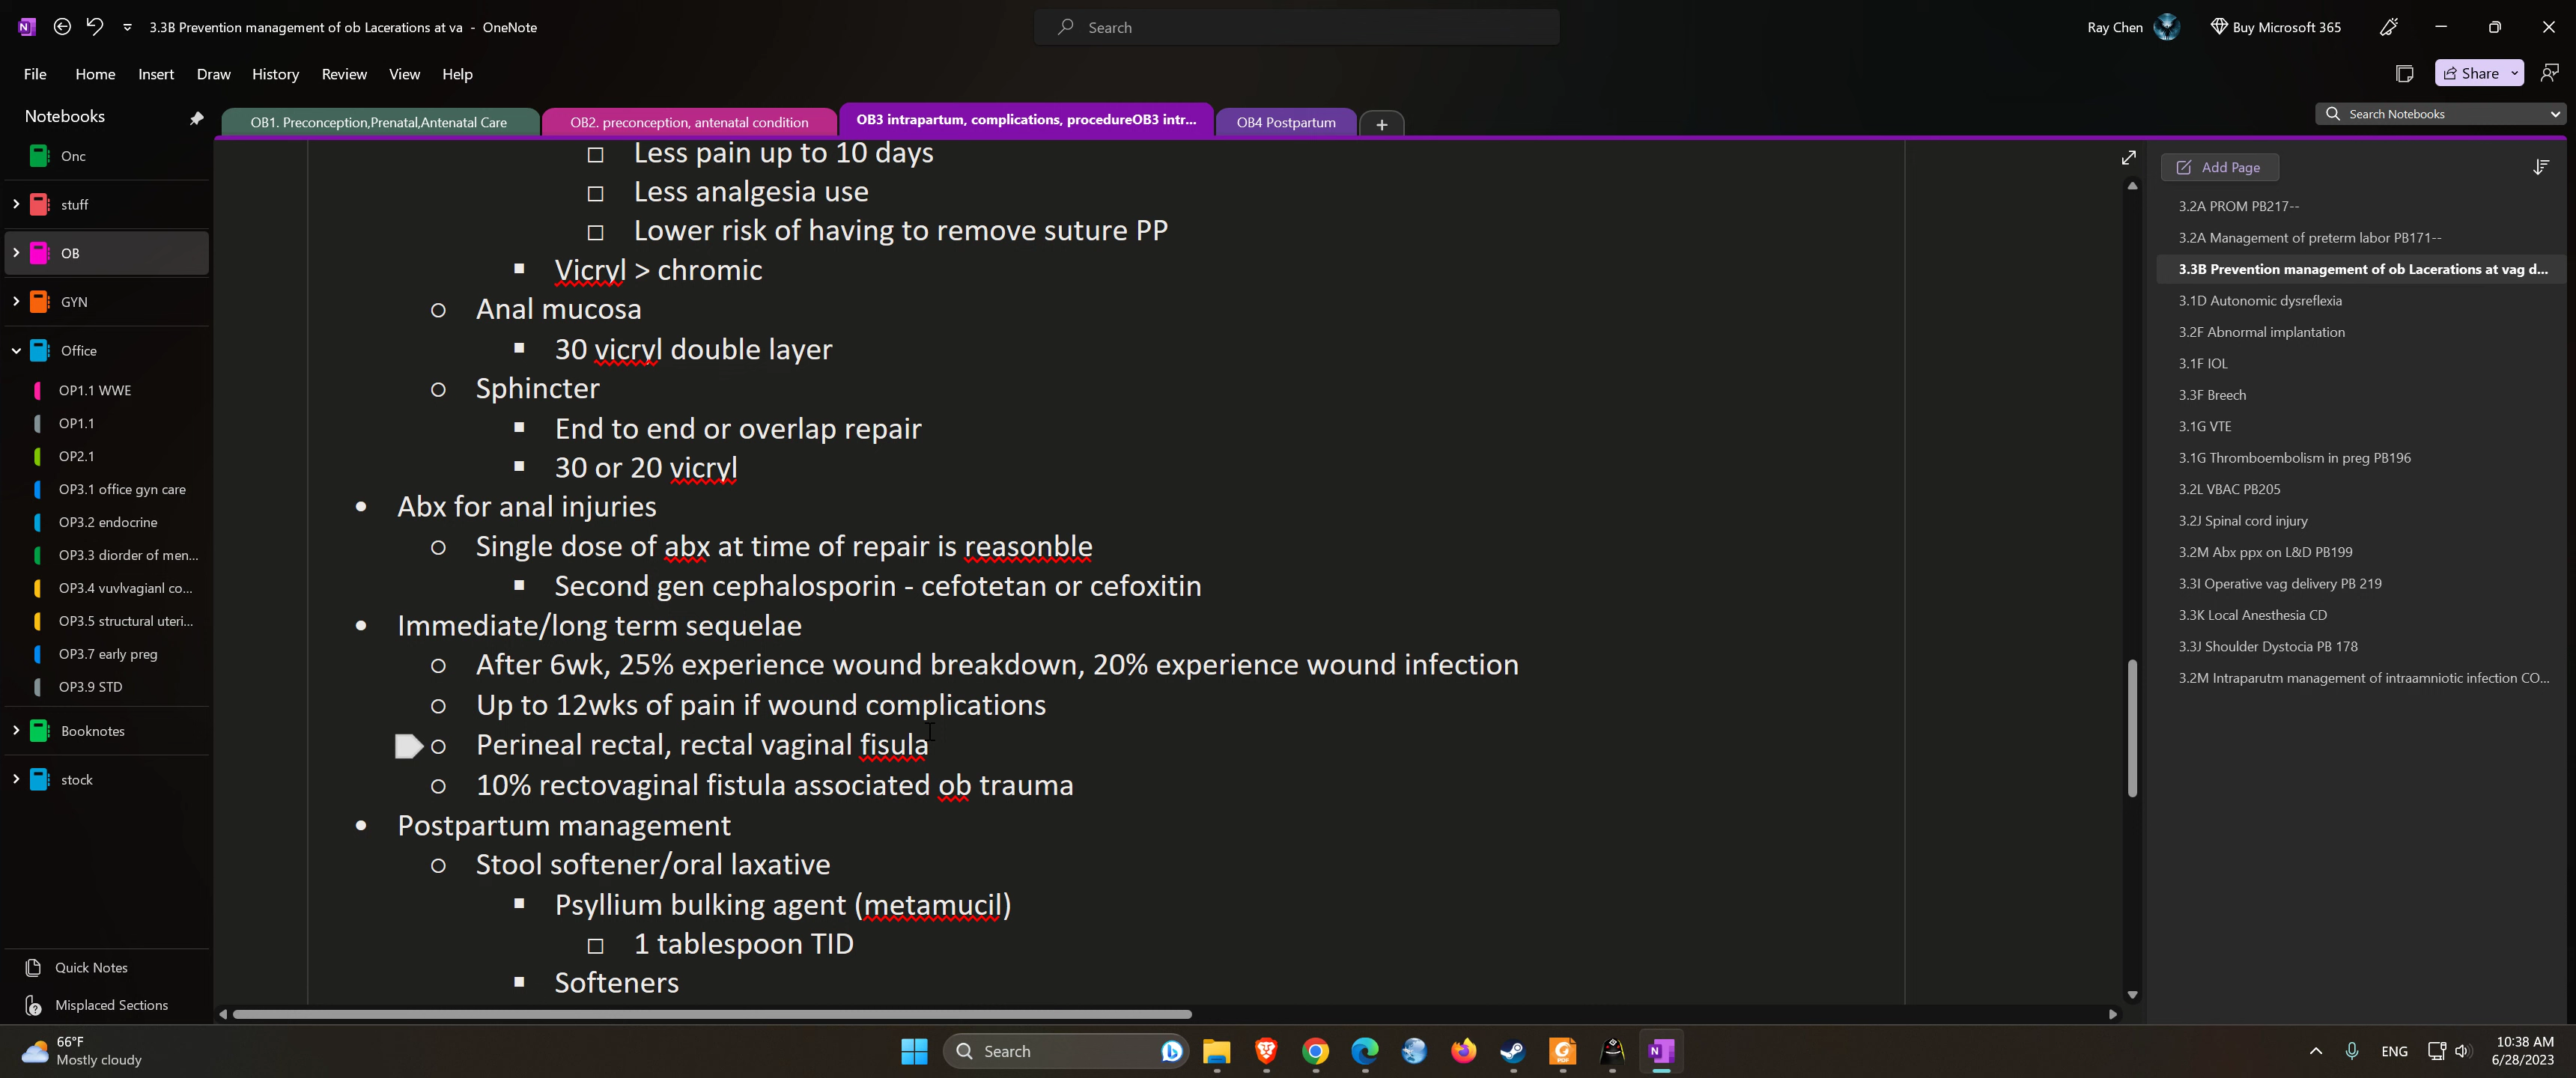 3.3B Prevention management of ob Lacerations at va - OneNote
Search
Ray Chen
Buy Microsoft 365
File Home Insert Draw History Review View Help
Share
Notebooks
OB1. Preconception,Prenatal,Antenatal Care
OB2. preconception, antenatal condition
OB3 intrapartum, complications, procedureOB3 intr...
OB4 Postpartum
+
Search Notebooks
Onc
stuff
OB
GYN
Office
OP1.1 WWE
OP1.1
OP2.1
OP3.1 office gyn care
OP3.2 endocrine
OP3.3 diorder of men...
OP3.4 vuvlvagianl co...
OP3.5 structural uteri...
OP3.7 early preg
OP3.9 STD
Booknotes
stock
Quick Notes
Misplaced Sections
Less pain up to 10 days
Less analgesia use
Lower risk of having to remove suture PP
Vicryl > chromic
Anal mucosa
30 vicryl double layer
Sphincter
End to end or overlap repair
30 or 20 vicryl
Abx for anal injuries
Single dose of abx at time of repair is reasonble
Second gen cephalosporin - cefotetan or cefoxitin
Immediate/long term sequelae
After 6wk, 25% experience wound breakdown, 20% experience wound infection
Up to 12wks of pain if wound complications
Perineal rectal, rectal vaginal fisula
10% rectovaginal fistula associated ob trauma
Postpartum management
Stool softener/oral laxative
Psyllium bulking agent (metamucil)
1 tablespoon TID
Softeners
Add Page
3.2A PROM PB217--
3.2A Management of preterm labor PB171--
3.3B Prevention management of ob Lacerations at vag d...
3.1D Autonomic dysreflexia
3.2F Abnormal implantation
3.1F IOL
3.3F Breech
3.1G VTE
3.1G Thromboembolism in preg PB196
3.2L VBAC PB205
3.2J Spinal cord injury
3.2M Abx ppx on L&D PB199
3.3I Operative vag delivery PB 219
3.3K Local Anesthesia CD
3.3J Shoulder Dystocia PB 178
3.2M Intraparutm management of intraamniotic infection CO...
66°F
Mostly cloudy
Search
ENG
10:38 AM
6/28/2023